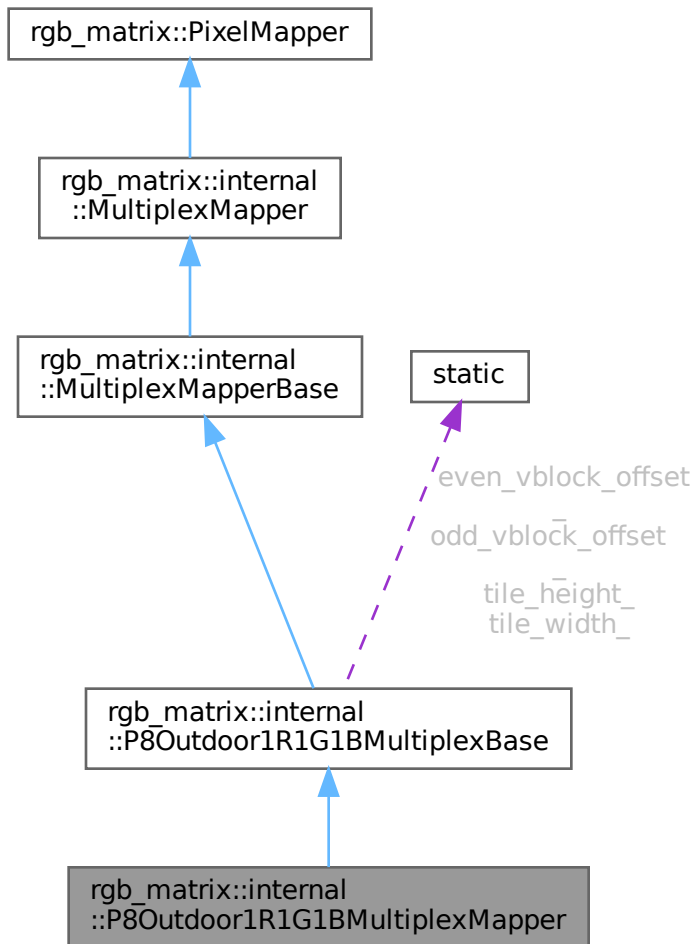 rgb_matrix::PixelMapper
rgb_matrix::internal
::MultiplexMapper
rgb_matrix::internal
::MultiplexMapperBase
static
even_vblock_offset
_
odd_vblock_offset
_
tile_height_
tile_width_
rgb_matrix::internal
::P8Outdoor1R1G1BMultiplexBase
rgb_matrix::internal
::P8Outdoor1R1G1BMultiplexMapper